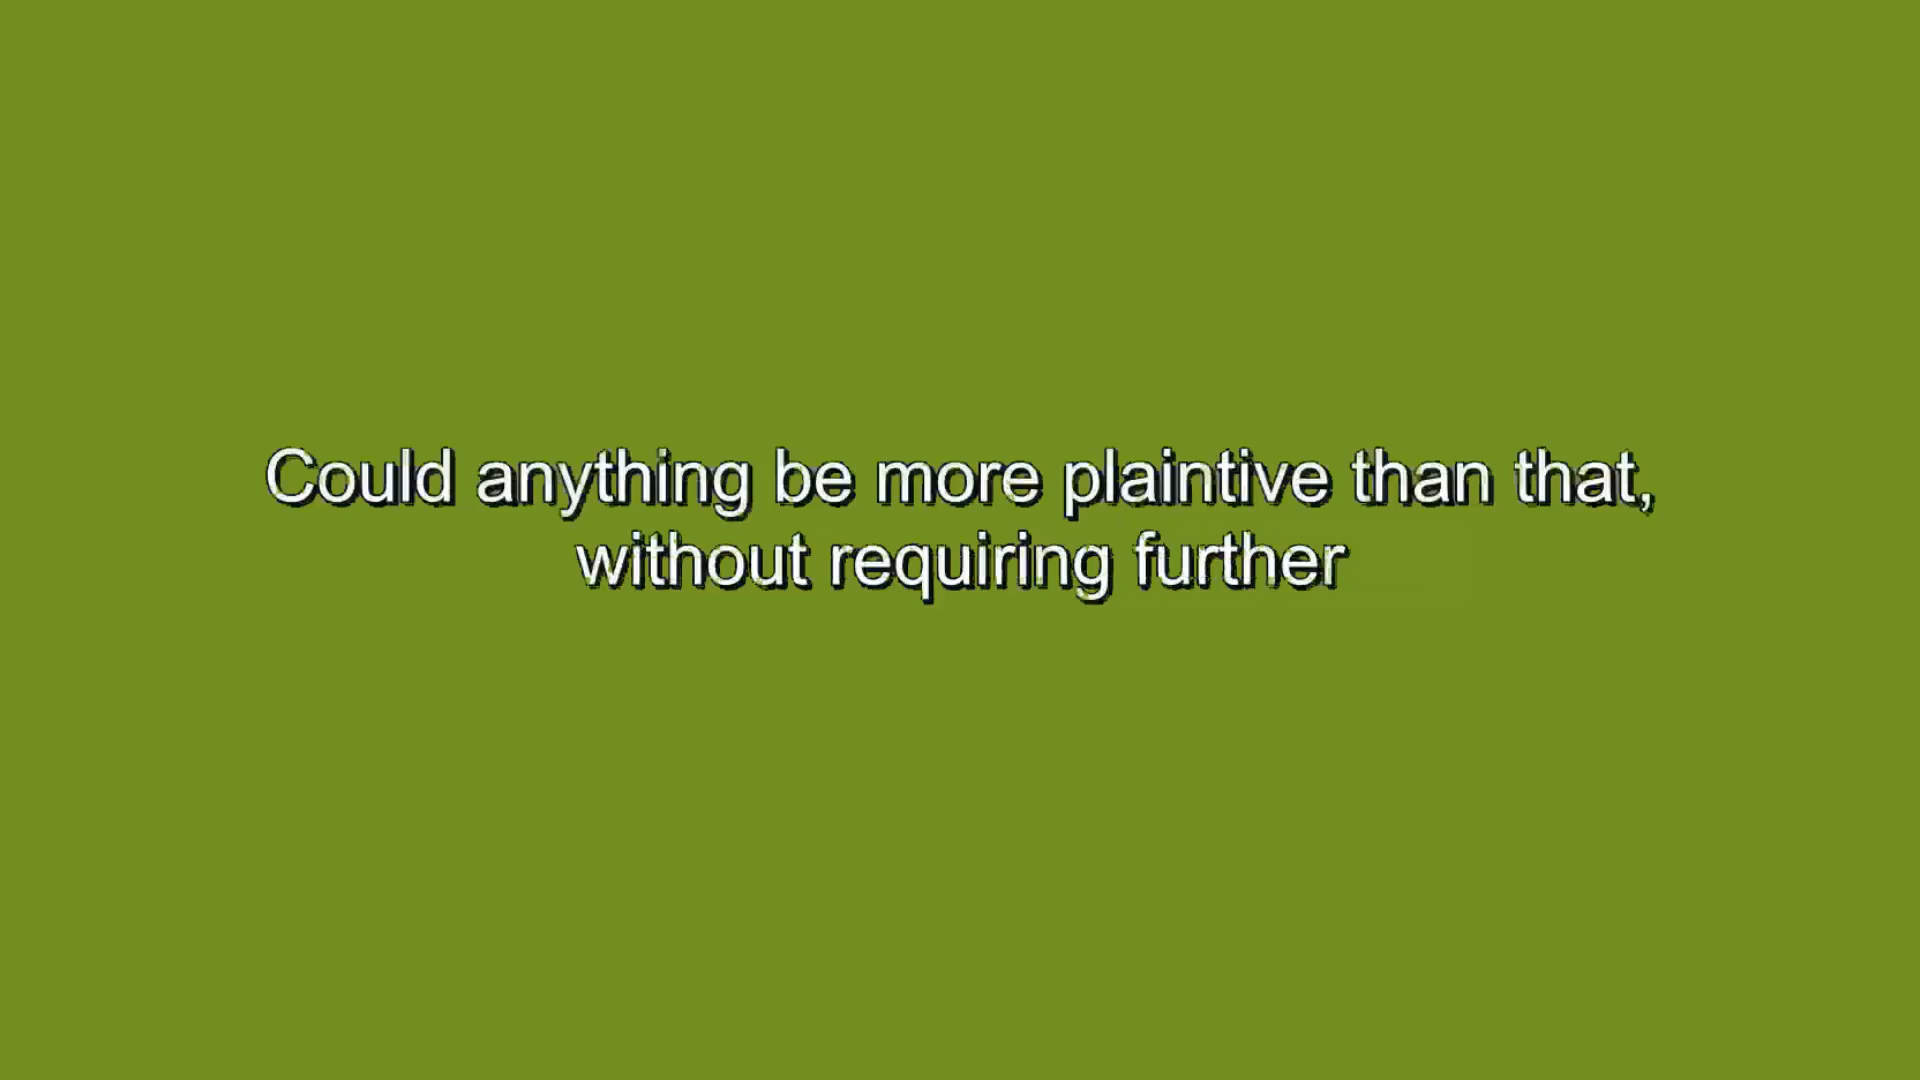 Could anything be more plaintive than that,
without requiring further